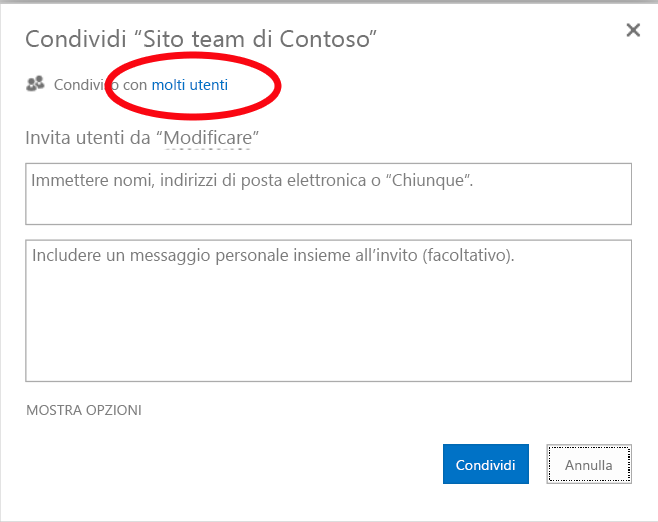 Condividi “Sito team di Contoso”
Condiviso con molti utenti
Invita utenti da “Modificare”
Immettere nomi, indirizzi di posta elettronica o “Chiunque”.
Includere un messaggio personale insieme all’invito (facoltativo).
MOSTRA OPZIONI
Condividi
Annulla